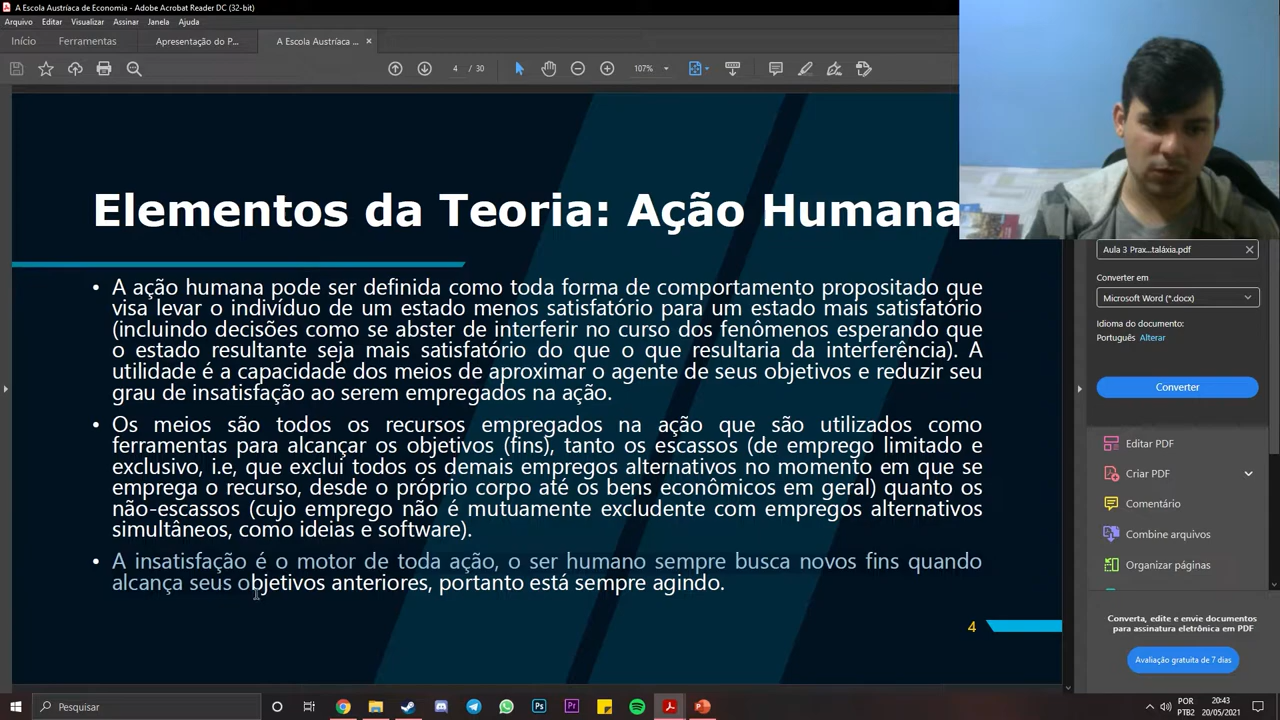 A Escola Austríaca de Economia - Adobe Acrobat Reader DC (32-bit)
Arquivo Editar Visualizar Assinar Janela Ajuda
Início Ferramentas Apresentação do P... A Escola Austríaca ...
4 / 30 107%
Elementos da Teoria: Ação Humana
• A ação humana pode ser definida como toda forma de comportamento propositado que
visa levar o indivíduo de um estado menos satisfatório para um estado mais satisfatório
(incluindo decisões como se abster de interferir no curso dos fenômenos esperando que
o estado resultante seja mais satisfatório do que o que resultaria da interferência). A
utilidade é a capacidade dos meios de aproximar o agente de seus objetivos e reduzir seu
grau de insatisfação ao serem empregados na ação.
• Os meios são todos os recursos empregados na ação que são utilizados como
ferramentas para alcançar os objetivos (fins), tanto os escassos (de emprego limitado e
exclusivo, i.e, que exclui todos os demais empregos alternativos no momento em que se
emprega o recurso, desde o próprio corpo até os bens econômicos em geral) quanto os
não-escassos (cujo emprego não é mutuamente excludente com empregos alternativos
simultâneos, como ideias e software).
• A insatisfação é o motor de toda ação, o ser humano sempre busca novos fins quando
alcança seus objetivos anteriores, portanto está sempre agindo.
4
Aula 3 Prax...taláxia.pdf
Converter em
Microsoft Word (*.docx)
Idioma do documento:
Português Alterar
Converter
Editar PDF
Criar PDF
Comentário
Combine arquivos
Organizar páginas
Converta, edite e envie documentos
para assinatura eletrônica em PDF
Avaliação gratuita de 7 dias
Pesquisar
POR
PTB2
20:43
20/05/2021